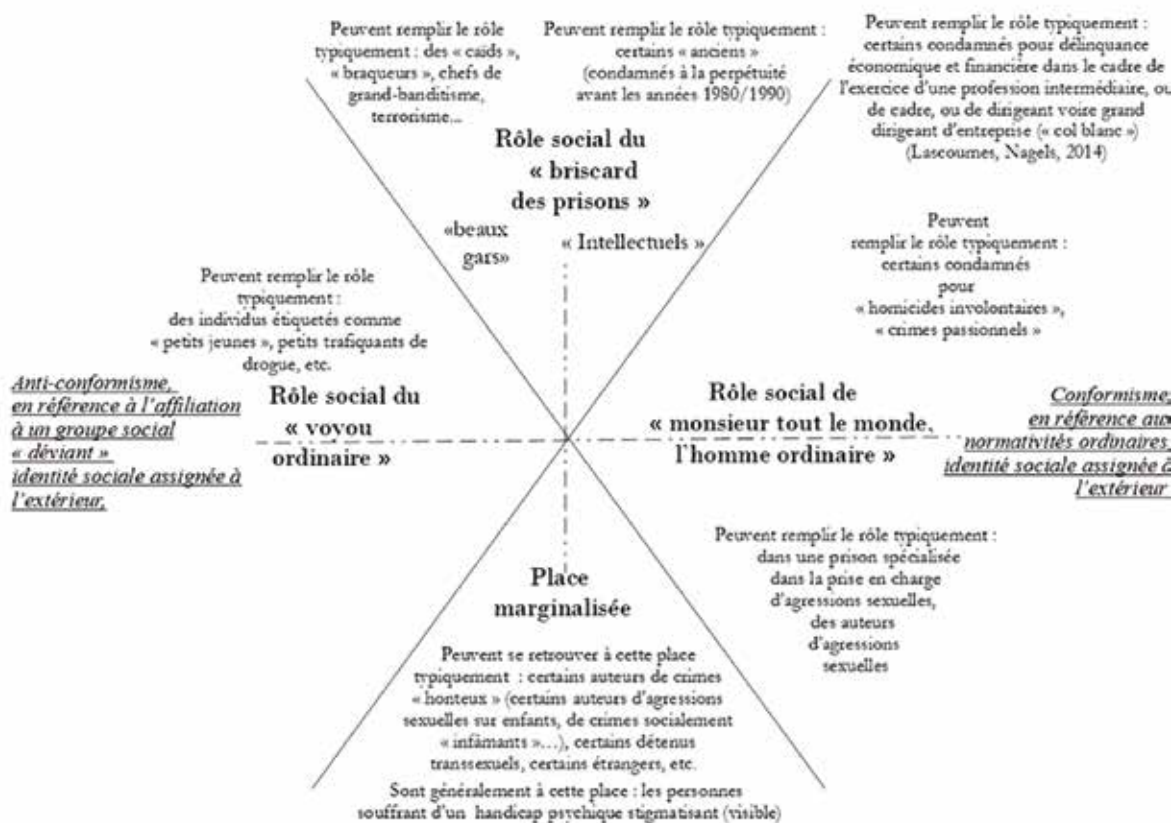 Peuvent remplir le rôle
typiquement : des « caïds »,
« braqueurs », chefs de
grand-banditisme,
terrorisme...
Peuvent remplir le rôle typiquement :
certains « anciens »
(condamnés à la perpétuité
avant les années 1980/1990)
Peuvent remplir le rôle typiquement :
certains condamnés pour délinquance
économique et financière dans le cadre de
l'exercice d'une profession intermédiaire, ou
de cadre, ou de dirigeant voire grand
dirigeant d'entreprise (« col blanc »)
(Lascoumes, Nagels, 2014)
Rôle social du
« briscard
des prisons »
«beaux
gars»
« Intellectuels »
Peuvent
remplir le rôle typiquement :
certains condamnés
pour
« homicides involontaires »,
« crimes passionnels »
Peuvent remplir le rôle
typiquement :
des individus étiquetés comme
« petits jeunes », petits trafiquants de
drogue, etc.
Anti-conformisme,
en référence à l'affiliation
à un groupe social
« déviant »
identité sociale assignée à
l'extérieur,
Rôle social du
« voyou
ordinaire »
Rôle social de
« monsieur tout le monde,
l'homme ordinaire »
Conformisme,
en référence aux
normativités ordinaires,
identité sociale assignée à
l'extérieur
Peuvent remplir le rôle typiquement :
dans une prison spécialisée
dans la prise en charge
d'agressions sexuelles,
des auteurs
d'agressions
sexuelles
Place
marginalisée
Peuvent se retrouver à cette place
typiquement : certains auteurs de crimes
« honteux » (certains auteurs d'agressions
sexuelles sur enfants, de crimes socialement
« infâmants »...), certains détenus
transsexuels, certains étrangers, etc.
Sont généralement à cette place : les personnes
souffrant d'un handicap psychique stigmatisant (visible)